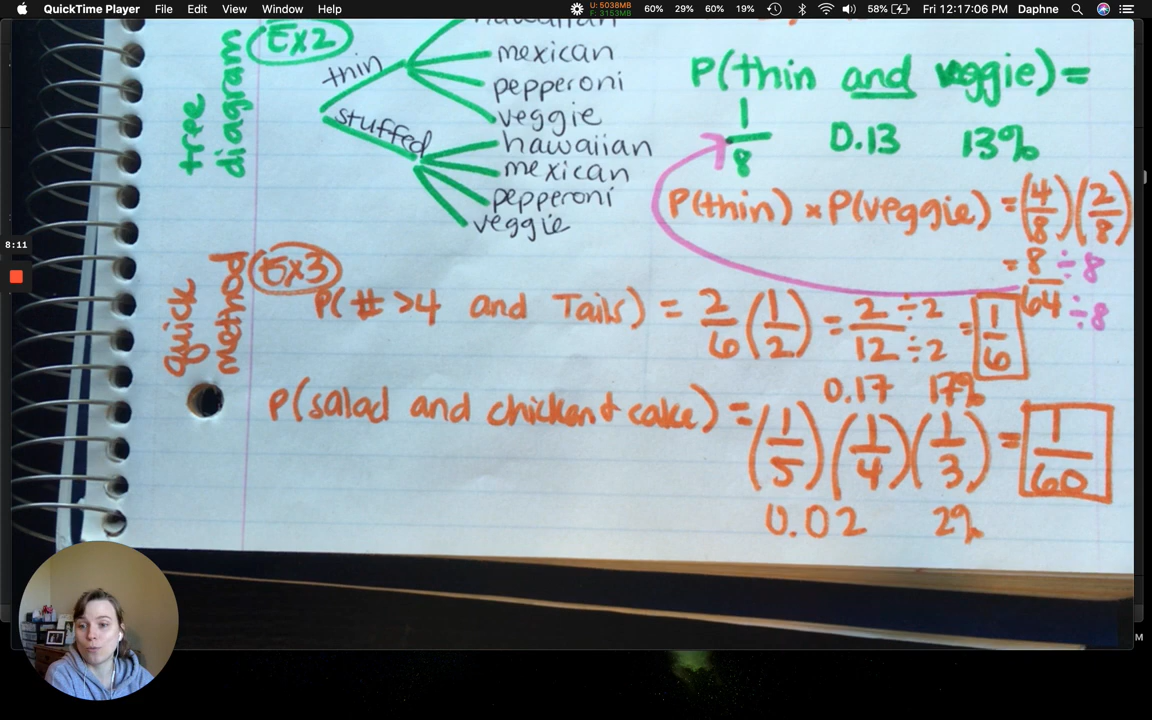 QuickTime Player File Edit View Window Help U: 5038MB F: 3153MB 60% 29% 60% 19% 58% Fri 12:17:06 PM Daphne
hawaiian
Ex2
tree diagram
thin
mexican
pepperoni
veggie
stuffed
hawaiian
mexican
pepperoni
veggie
P(thin and veggie) =
1/8 0.13 13%
P(thin) × P(veggie) = (4/8)(2/8)
= 8/64 ÷8 ÷8
8:11
Ex3
quick method
P(# >4 and Tails) = 2/6 (1/2) = 2/12 ÷2 ÷2 = 1/6
0.17 17%
P(salad and chicken & cake) = (1/5)(1/4)(1/3) = 1/60
0.02 2%
M